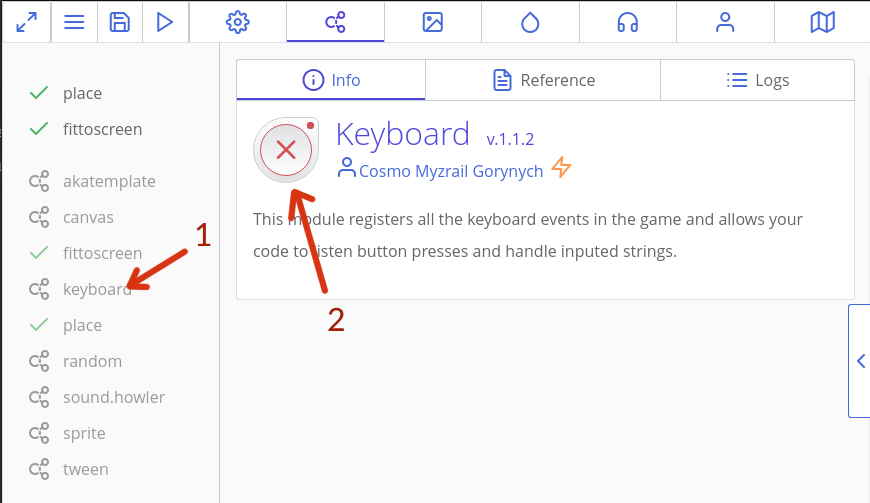 place
fittoscreen
akatemplate
canvas
fittoscreen
keyboard
place
random
sound.howler
sprite
tween
1
Info
Reference
Logs
Keyboard v.1.1.2
Cosmo Myzrail Gorynych
This module registers all the keyboard events in the game and allows your
code to listen button presses and handle inputed strings.
2